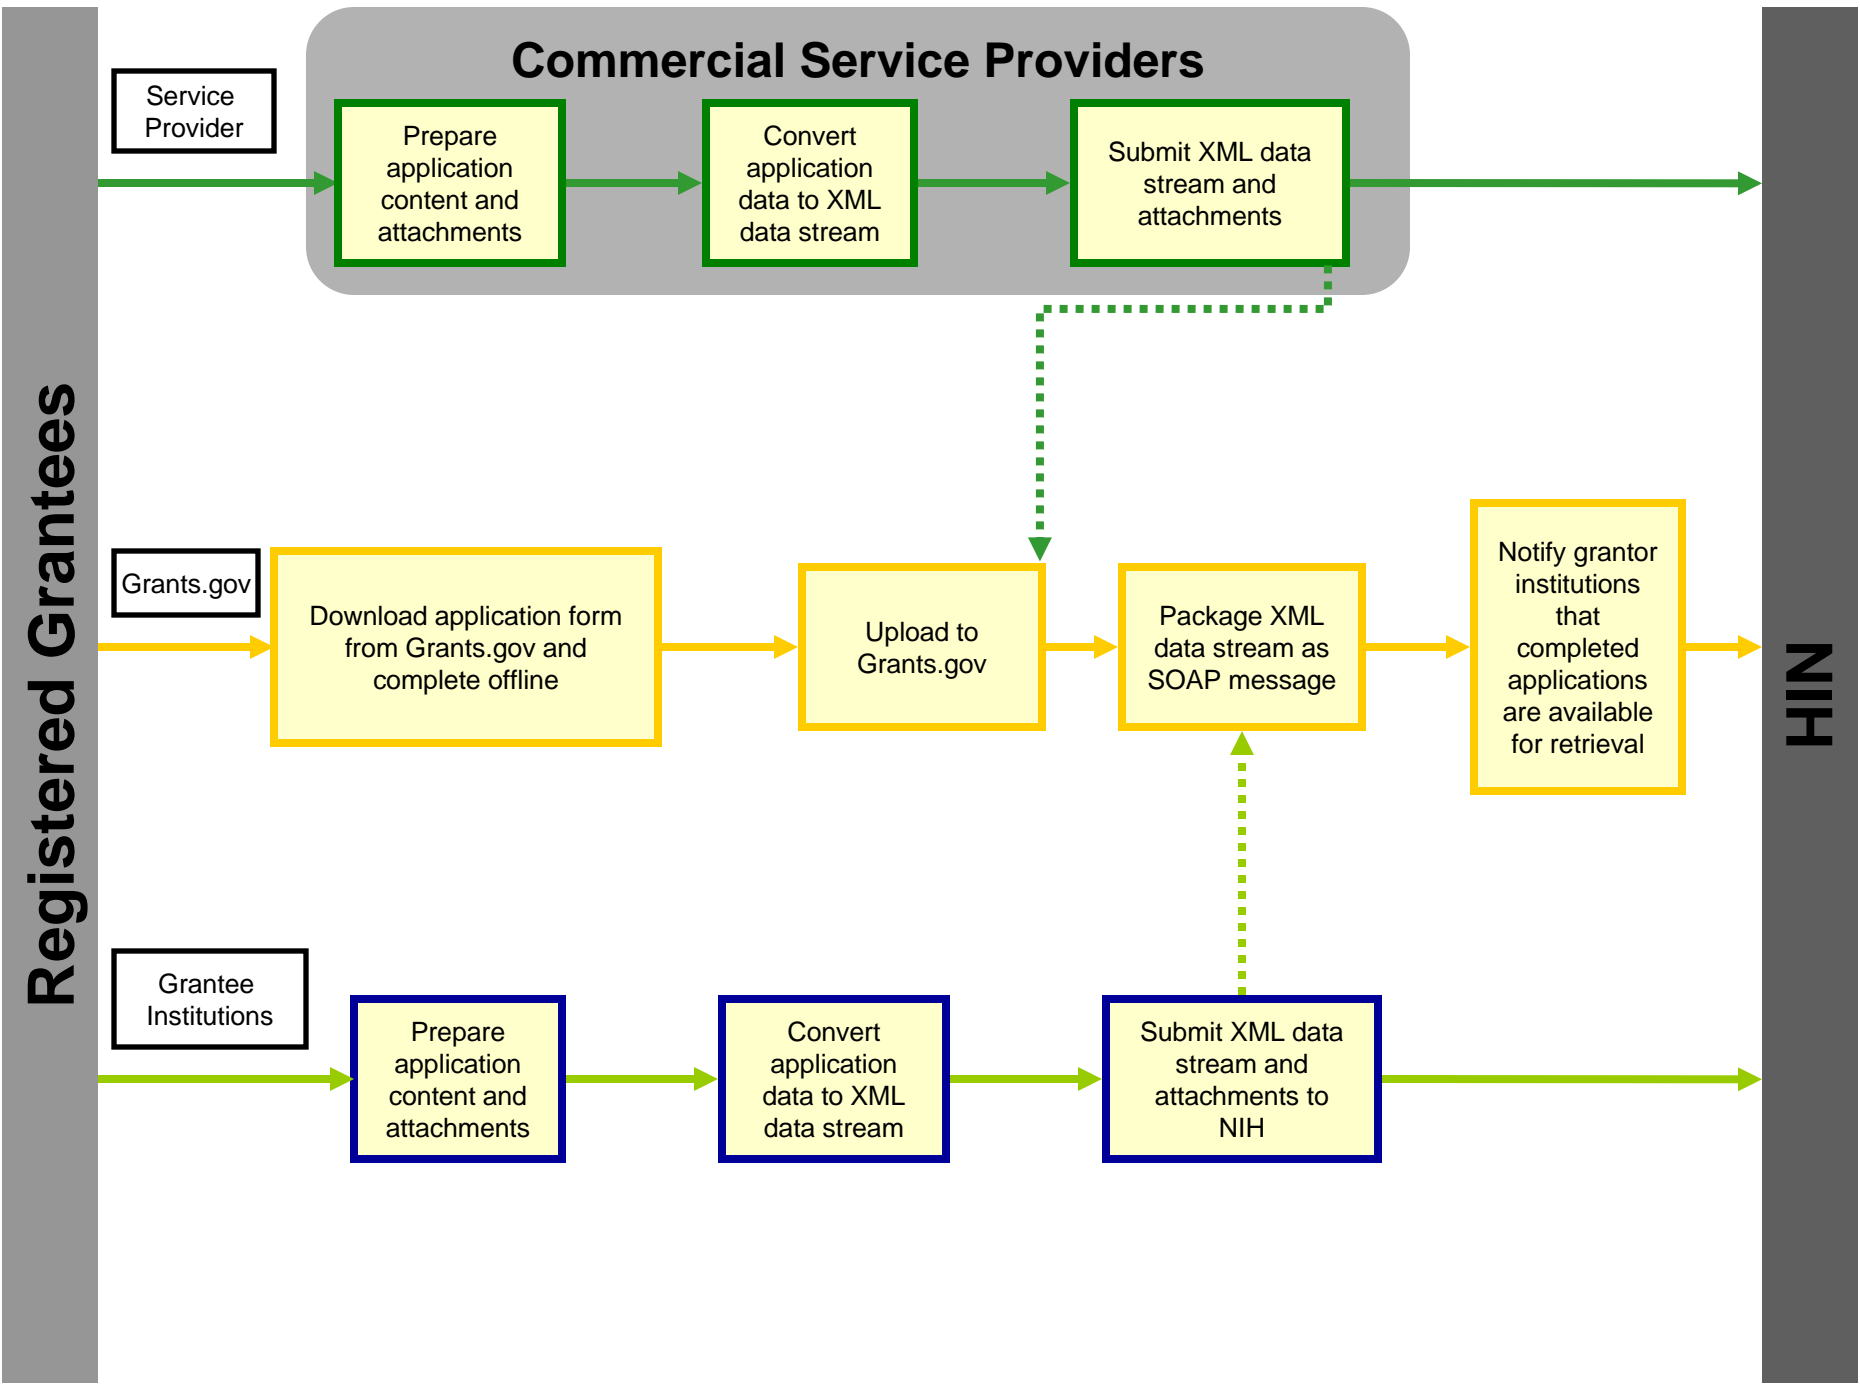 Commercial Service Providers
Service
Provider
Prepare
application
content and
attachments
Convert
application
data to XML
data stream
Submit XML data
stream and
attachments
Registered Grantees
Grants.gov
Download application form
from Grants.gov and
complete offline
Upload to
Grants.gov
Package XML
data stream as
SOAP message
Notify grantor
institutions
that
completed
applications
are available
for retrieval
NIH
Grantee
Institutions
Prepare
application
content and
attachments
Convert
application
data to XML
data stream
Submit XML data
stream and
attachments to
NIH